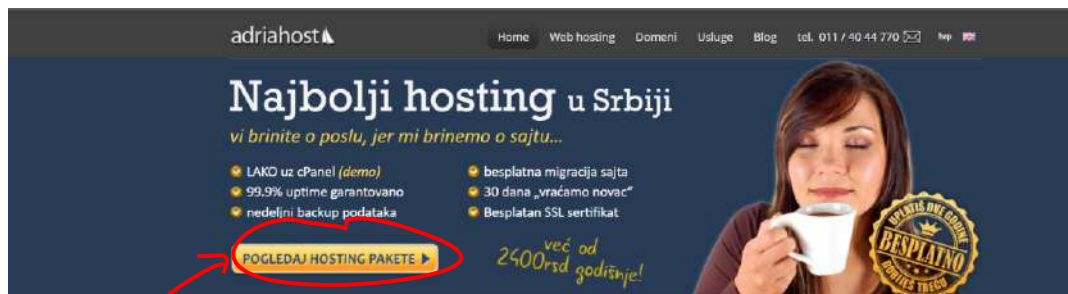 adriahost
Home Web hosting Domeni Usluge Blog tel. 011 / 40 44 770
Najbolji hosting u Srbiji
vi brinite o poslu, jer mi brinemo o sajtu...
LAKO uz cPanel (demo)
99.9% uptime garantovano
nedeljni backup podataka
besplatna migracija sajta
30 dana „vraćamo novac“
Besplatan SSL sertifikat
POGLEDAJ HOSTING PAKETE
već od
2400rsd godišnje!
UPLATIŠ DVE GODINE
BESPLATNO
DOBIJEŠ TREĆU